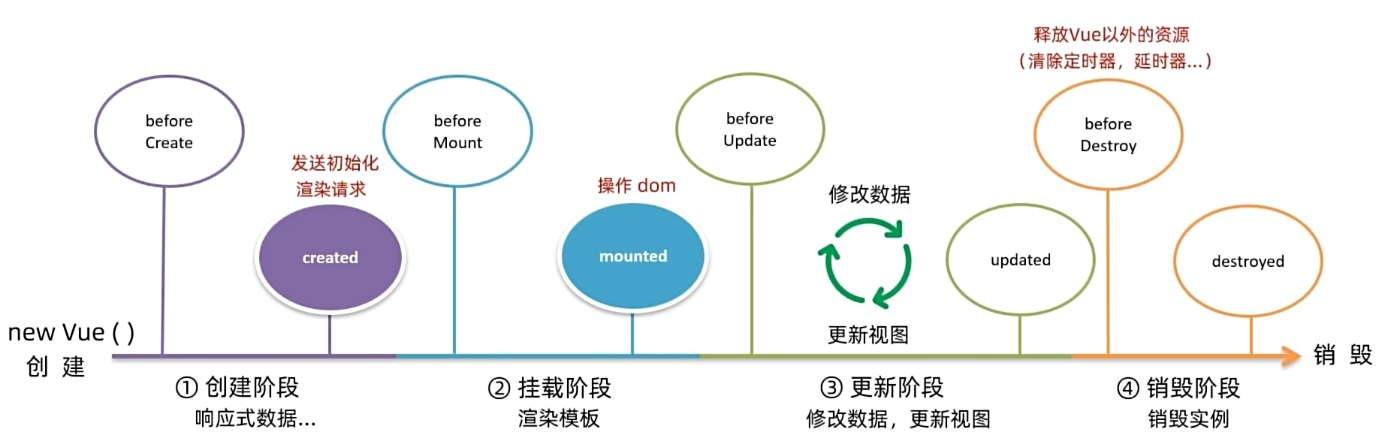 释放Vue以外的资源
（清除定时器，延时器...）
before
Create
before
Mount
before
Update
before
Destroy
发送初始化
渲染请求
操作 dom
修改数据
created
mounted
updated
destroyed
new Vue ( )
创 建
更新视图
销 毁
① 创建阶段
响应式数据...
② 挂载阶段
渲染模板
③ 更新阶段
修改数据，更新视图
④ 销毁阶段
销毁实例